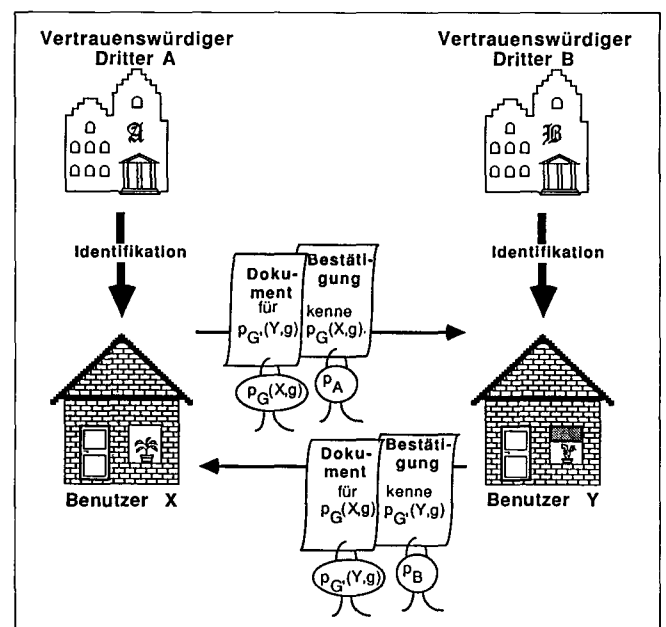 Vertrauenswürdiger
Dritter A
Vertrauenswürdiger
Dritter B
A
B
Identifikation
Identifikation
Doku-
ment
für
pG'(Y,g)
Bestäti-
gung
kenne
pG(X,g).
pG(X,g)
pA
Benutzer X
Benutzer Y
Doku-
ment
für
pG(X,g)
Bestäti-
gung
kenne
pG'(Y,g)
pG'(Y,g)
pB